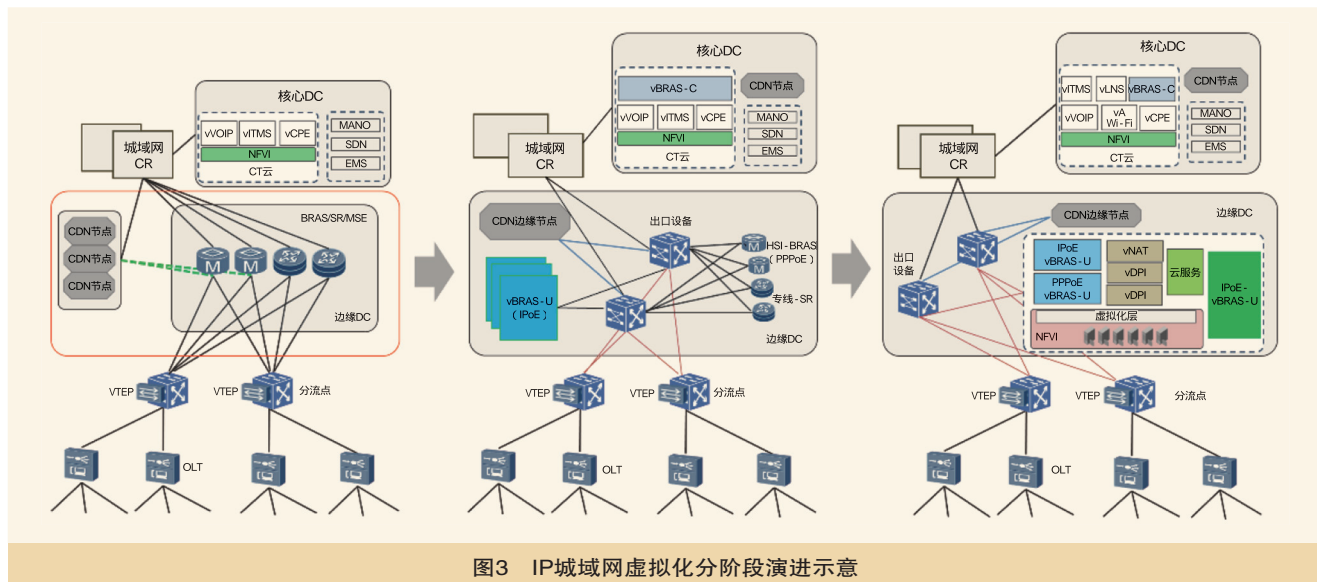 核心DC
vVOIP
vITMS
vCPE
NFVI
CT云
MANO
SDN
EMS
城域网
CR
CDN节点
CDN节点
CDN节点
BRAS/SR/MSE
M
M
边缘DC
VTEP
VTEP
分流点
OLT
核心DC
vBRAS-C
CDN节点
vVOIP
vITMS
vCPE
NFVI
CT云
MANO
SDN
EMS
城域网
CR
CDN边缘节点
出口设备
M
HSI-BRAS
(PPPoE)
M
vBRAS-U
(IPoE)
专线-SR
边缘DC
VTEP
VTEP
分流点
OLT
核心DC
vITMS
vLNS
vBRAS-C
CDN节点
vVOIP
vA
Wi-Fi
vCPE
NFVI
CT云
MANO
SDN
EMS
城域网
CR
CDN边缘节点
边缘DC
出口
设备
IPoE
vBRAS-U
PPPoE
vBRAS-U
vNAT
vDPI
vDPI
云服务
IPoE-
vBRAS-U
虚拟化层
NFVI
VTEP
VTEP
分流点
OLT
图3 IP城域网虚拟化分阶段演进示意